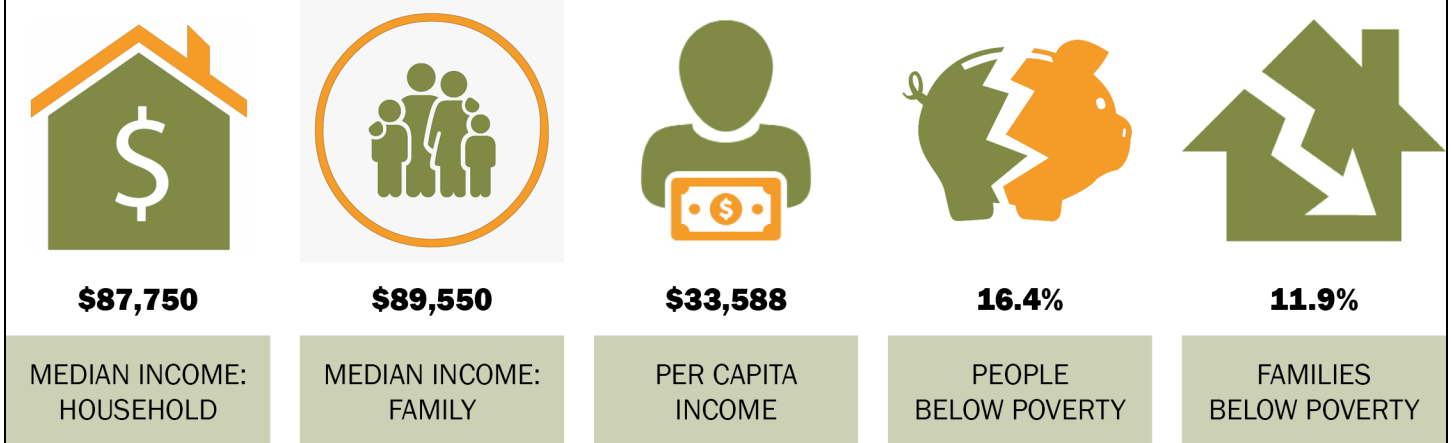 $
$
$87,750
$89,550
$33,588
16.4%
11.9%
MEDIAN INCOME:
HOUSEHOLD
MEDIAN INCOME:
FAMILY
PER CAPITA
INCOME
PEOPLE
BELOW POVERTY
FAMILIES
BELOW POVERTY